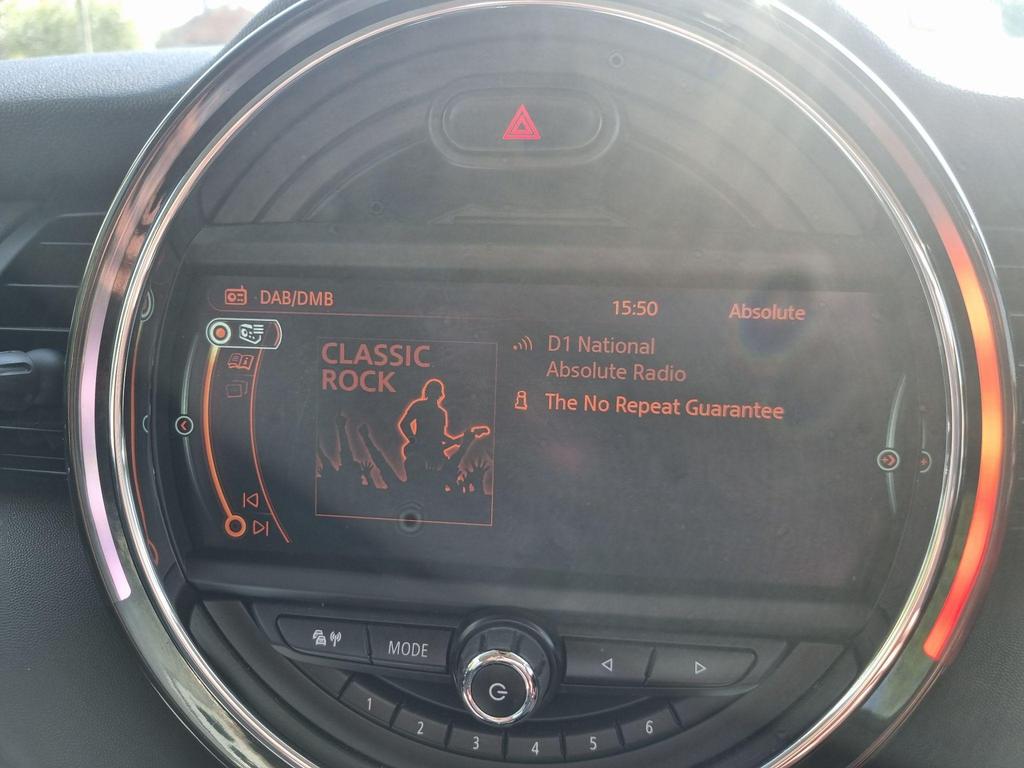 DAB/DMB
15:50
Absolute
CLASSIC
ROCK
D1 National
Absolute Radio
The No Repeat Guarantee
MODE
1
2
3
4
5
6